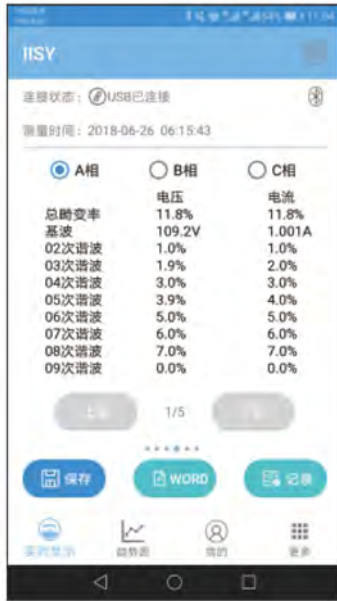 IISY
连接状态：USB已连接
测量时间：2018-06-26 06:15:43
A相 B相 C相
电压 电流
总畸变率 11.8% 11.8%
基波 109.2V 1.001A
02次谐波 1.0% 1.0%
03次谐波 1.9% 2.0%
04次谐波 3.0% 3.0%
05次谐波 3.9% 4.0%
06次谐波 5.0% 5.0%
07次谐波 6.0% 6.0%
08次谐波 7.0% 7.0%
09次谐波 0.0% 0.0%
1/5
保存 WORD 记录
实时显示 趋势图 我的 更多